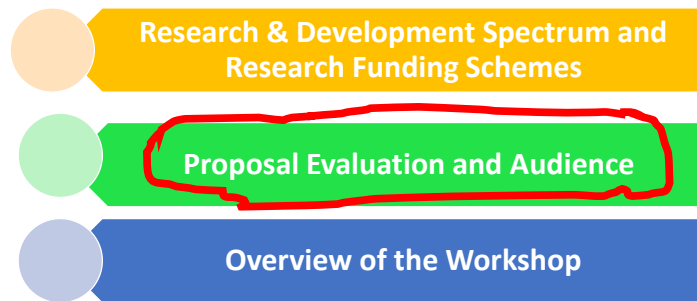 Research & Development Spectrum and
Research Funding Schemes
Proposal Evaluation and Audience
Overview of the Workshop